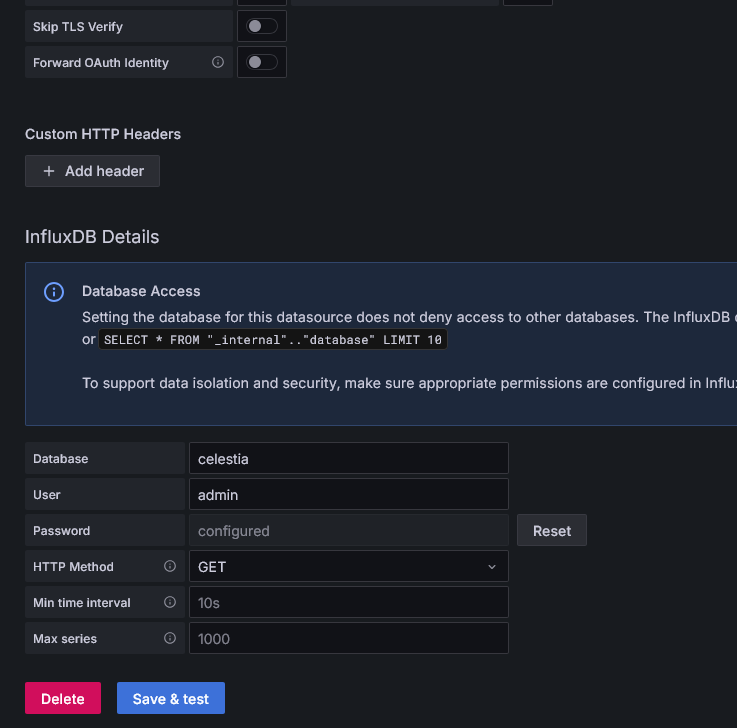 Skip TLS Verify
Forward OAuth Identity
Custom HTTP Headers
+ Add header
InfluxDB Details
Database Access
Setting the database for this datasource does not deny access to other databases. The InfluxDB
or SELECT * FROM "_internal".."database" LIMIT 10
To support data isolation and security, make sure appropriate permissions are configured in
Database celestia
User admin
Password configured Reset
HTTP Method GET
Min time interval 10s
Max series 1000
Delete Save & test